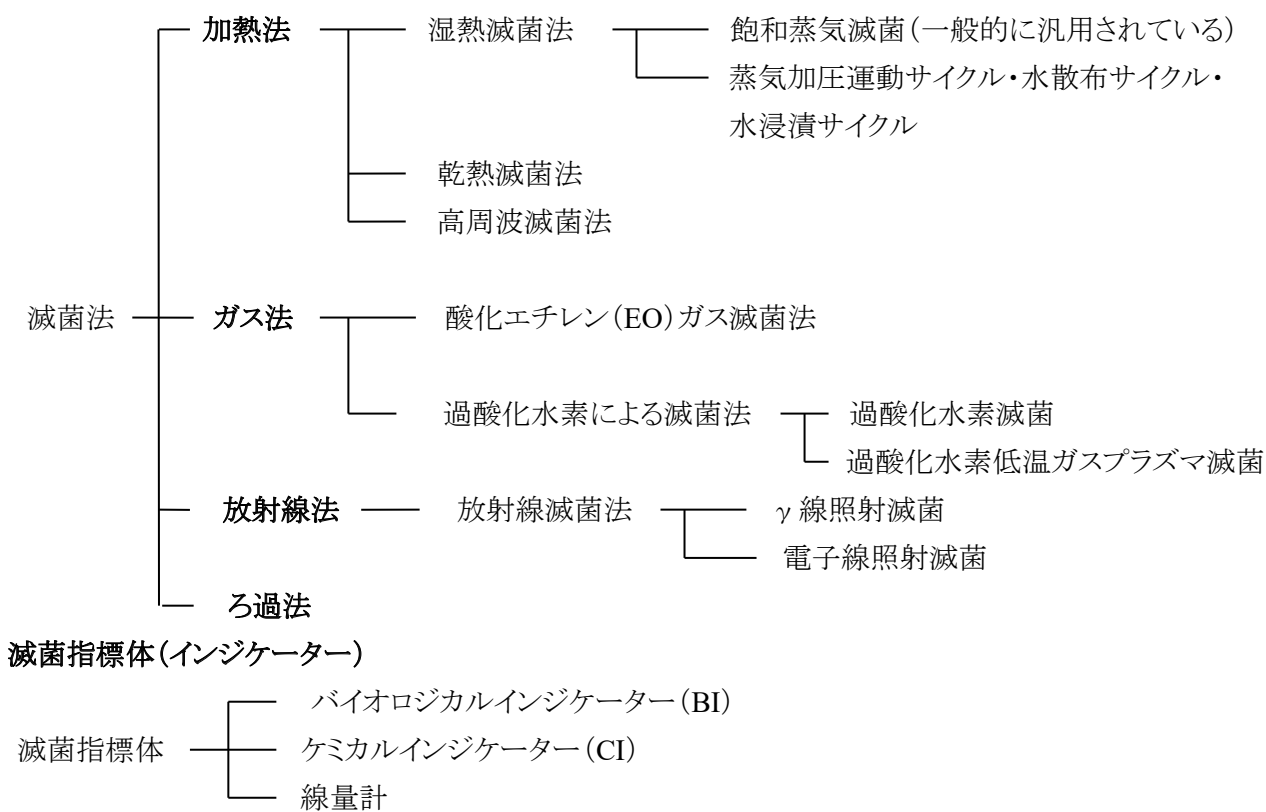 加熱法 湿熱滅菌法 飽和蒸気滅菌(一般的に汎用されている)
蒸気加圧運動サイクル・水散布サイクル・
水浸漬サイクル
乾熱滅菌法
高周波滅菌法
滅菌法 ガス法 酸化エチレン(EO)ガス滅菌法
過酸化水素による滅菌法 過酸化水素滅菌
過酸化水素低温ガスプラズマ滅菌
放射線法 放射線滅菌法 γ線照射滅菌
電子線照射滅菌
ろ過法
滅菌指標体(インジケーター)
バイオロジカルインジケーター(BI)
滅菌指標体 ケミカルインジケーター(CI)
線量計